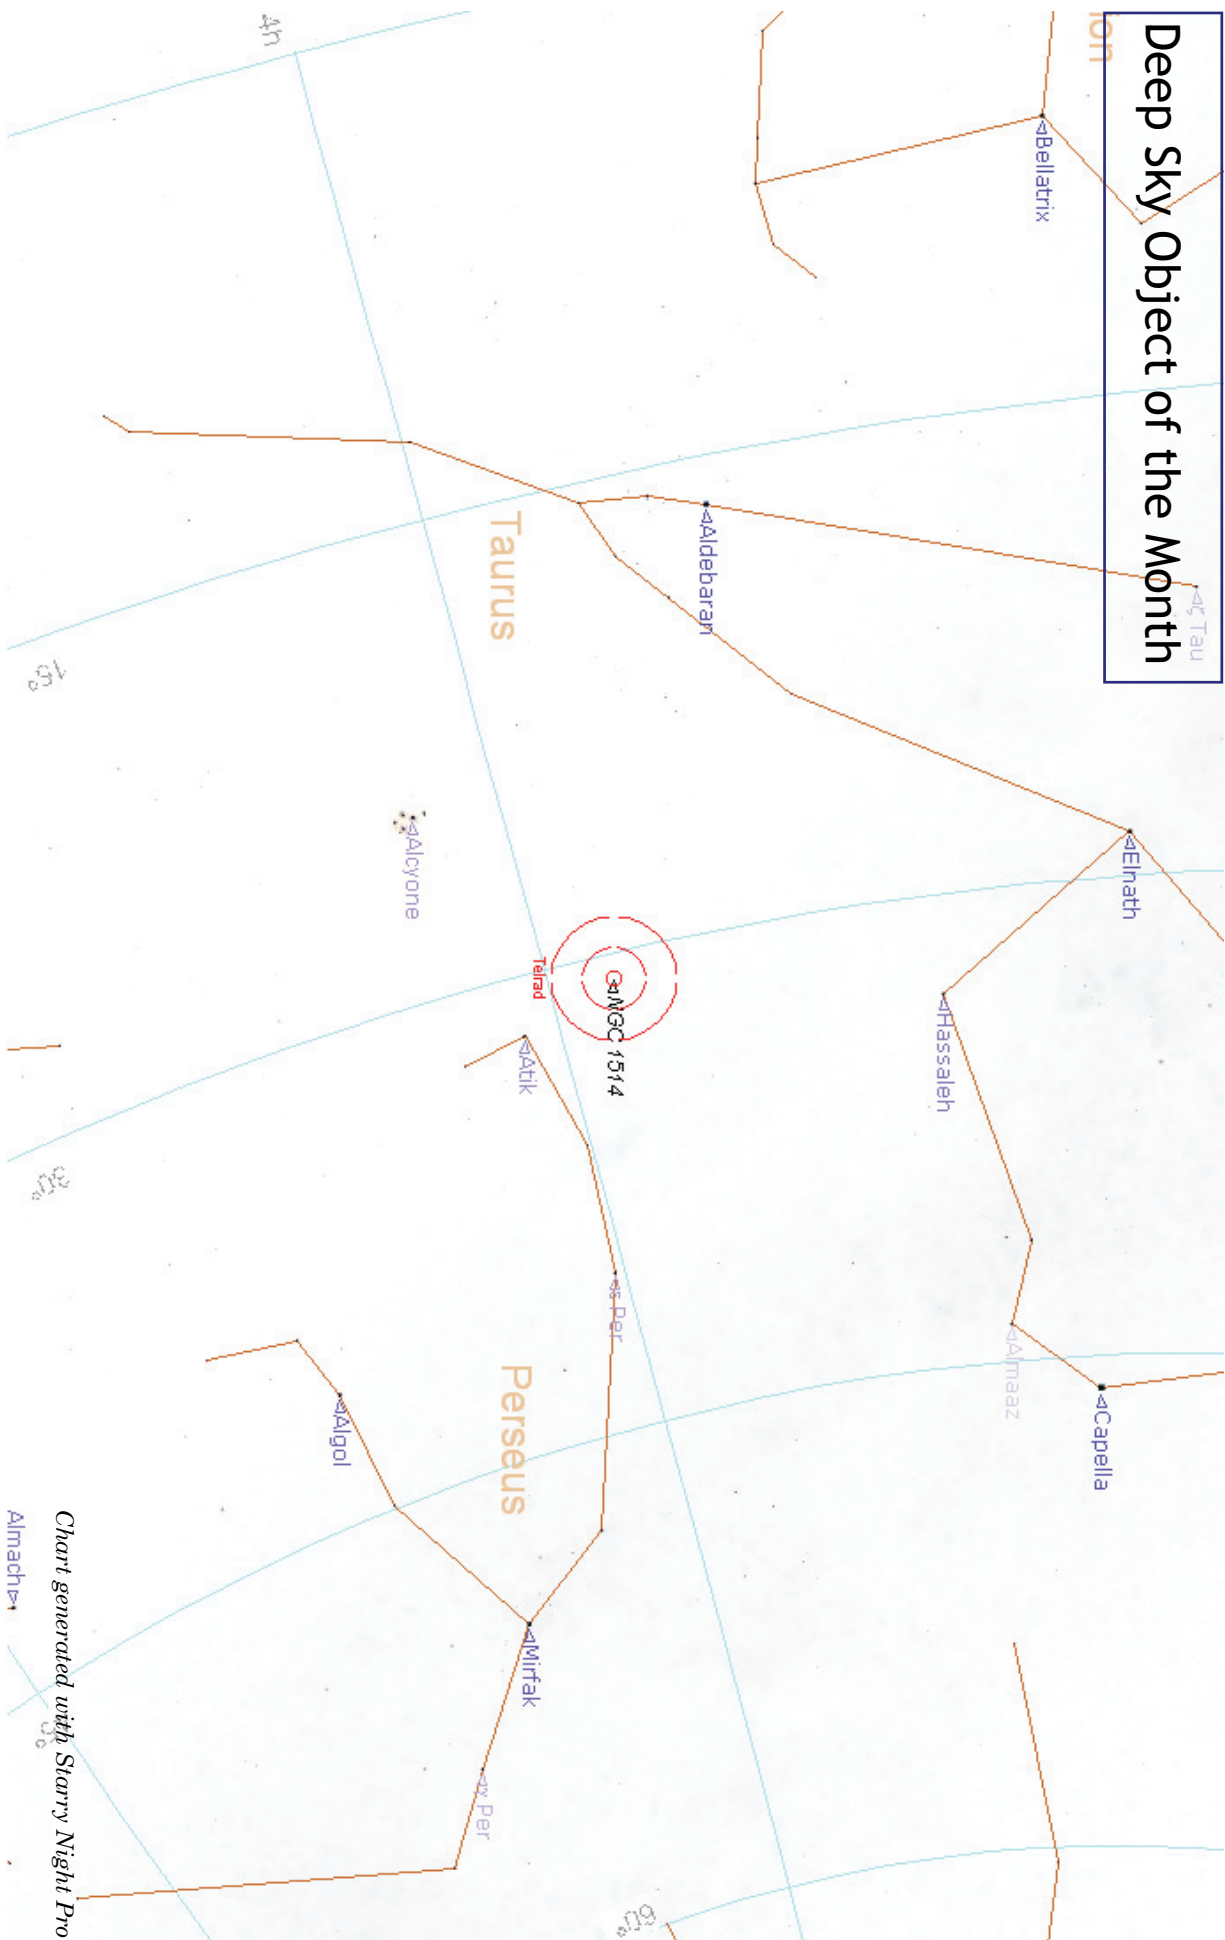 Deep Sky Object of the Month
ion
Bellatrix
ζ Tau
Aldebaran
Taurus
Elnath
4h
15°
Alcyone
Telrad
NGC 1514
Hassaleh
Atik
30°
ε Per
Almaaz
Capella
Perseus
Algol
Mirfak
γ Per
Almach
60°
Chart generated with Starry Night Pro